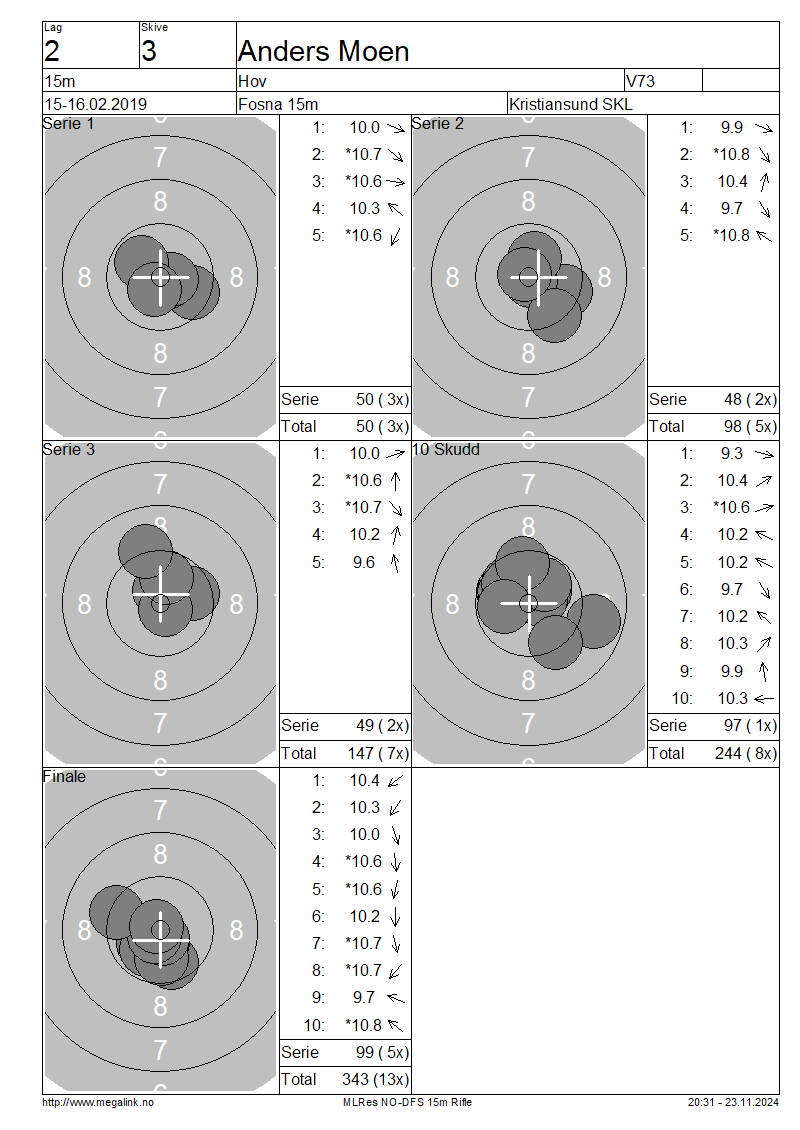 Lag
2
Skive
3
Anders Moen
15m
Hov
V73
15-16.02.2019
Fosna 15m
Kristiansund SKL
Serie 1
7
8
8 8
8
7
6
1: 10.0
2: *10.7
3: *10.6
4: 10.3
5: *10.6
Serie 50 ( 3x)
Total 50 ( 3x)
Serie 2
7
8
8 8
8
7
6
1: 9.9
2: *10.8
3: 10.4
4: 9.7
5: *10.8
Serie 48 ( 2x)
Total 98 ( 5x)
Serie 3
7
8
8 8
8
7
6
1: 10.0
2: *10.6
3: *10.7
4: 10.2
5: 9.6
Serie 49 ( 2x)
Total 147 ( 7x)
10 Skudd
7
8
8 8
8
7
6
1: 9.3
2: 10.4
3: *10.6
4: 10.2
5: 10.2
6: 9.7
7: 10.2
8: 10.3
9: 9.9
10: 10.3
Serie 97 ( 1x)
Total 244 ( 8x)
Finale
7
8
8 8
8
7
6
1: 10.4
2: 10.3
3: 10.0
4: *10.6
5: *10.6
6: 10.2
7: *10.7
8: *10.7
9: 9.7
10: *10.8
Serie 99 ( 5x)
Total 343 (13x)
http://www.megalink.no
MLRes NO-DFS 15m Rifle
20:31 - 23.11.2024